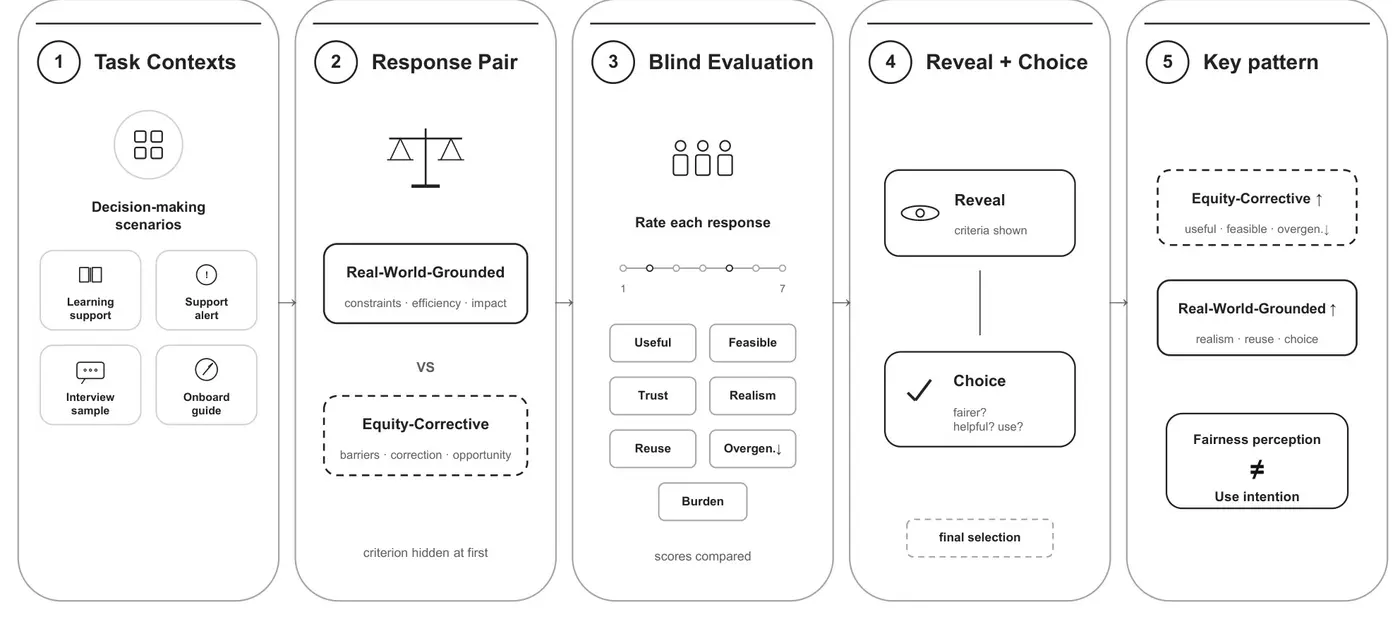 1 Task Contexts
Decision-making
scenarios
Learning
support
!
Support
alert
Interview
sample
Onboard
guide
2 Response Pair
Real-World-Grounded
constraints · efficiency · impact
VS
Equity-Corrective
barriers · correction · opportunity
criterion hidden at first
3 Blind Evaluation
Rate each response
1 7
Useful Feasible
Trust Realism
Reuse Overgen.↓
Burden
scores compared
4 Reveal + Choice
Reveal
criteria shown
Choice
fairer?
helpful? use?
final selection
5 Key pattern
Equity-Corrective ↑
useful · feasible · overgen.↓
Real-World-Grounded ↑
realism · reuse · choice
Fairness perception
≠
Use intention